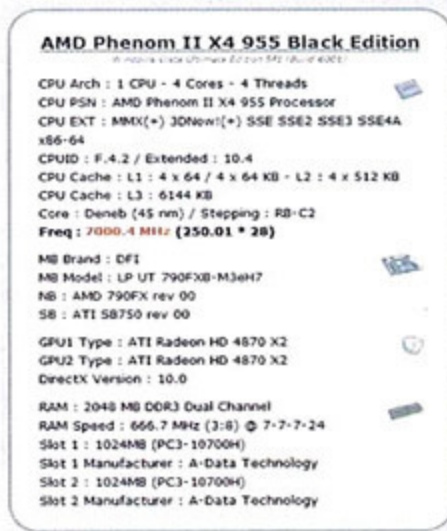 AMD Phenom II X4 955 Black Edition
Windows Vista Ultimate Edition SP1 (Build 6001)
CPU Arch : 1 CPU - 4 Cores - 4 Threads
CPU PSN : AMD Phenom II X4 955 Processor
CPU EXT : MMX(+) 3DNow!(+) SSE SSE2 SSE3 SSE4A
x86-64
CPUID : F.4.2 / Extended : 10.4
CPU Cache : L1 : 4 x 64 / 4 x 64 KB - L2 : 4 x 512 KB
CPU Cache : L3 : 6144 KB
Core : Deneb (45 nm) / Stepping : RB-C2
Freq : 7000.4 MHz (250.01 * 28)
MB Brand : DFI
MB Model : LP UT 790FXB-M3eH7
NB : AMD 790FX rev 00
SB : ATI SB750 rev 00
GPU1 Type : ATI Radeon HD 4870 X2
GPU2 Type : ATI Radeon HD 4870 X2
DirectX Version : 10.0
RAM : 2048 MB DDR3 Dual Channel
RAM Speed : 666.7 MHz (3:8) @ 7-7-7-24
Slot 1 : 1024MB (PC3-10700H)
Slot 1 Manufacturer : A-Data Technology
Slot 2 : 1024MB (PC3-10700H)
Slot 2 Manufacturer : A-Data Technology